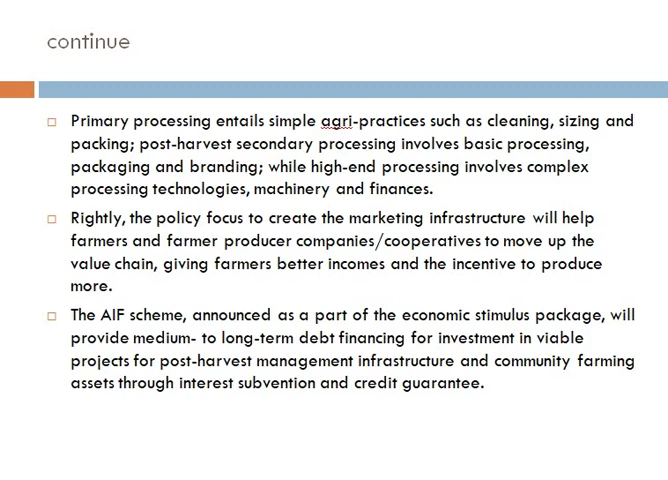 continue
Primary processing entails simple agri-practices such as cleaning, sizing and
packing; post-harvest secondary processing involves basic processing,
packaging and branding; while high-end processing involves complex
processing technologies, machinery and finances.
Rightly, the policy focus to create the marketing infrastructure will help
farmers and farmer producer companies/cooperatives to move up the
value chain, giving farmers better incomes and the incentive to produce
more.
The AIF scheme, announced as a part of the economic stimulus package, will
provide medium- to long-term debt financing for investment in viable
projects for post-harvest management infrastructure and community farming
assets through interest subvention and credit guarantee.